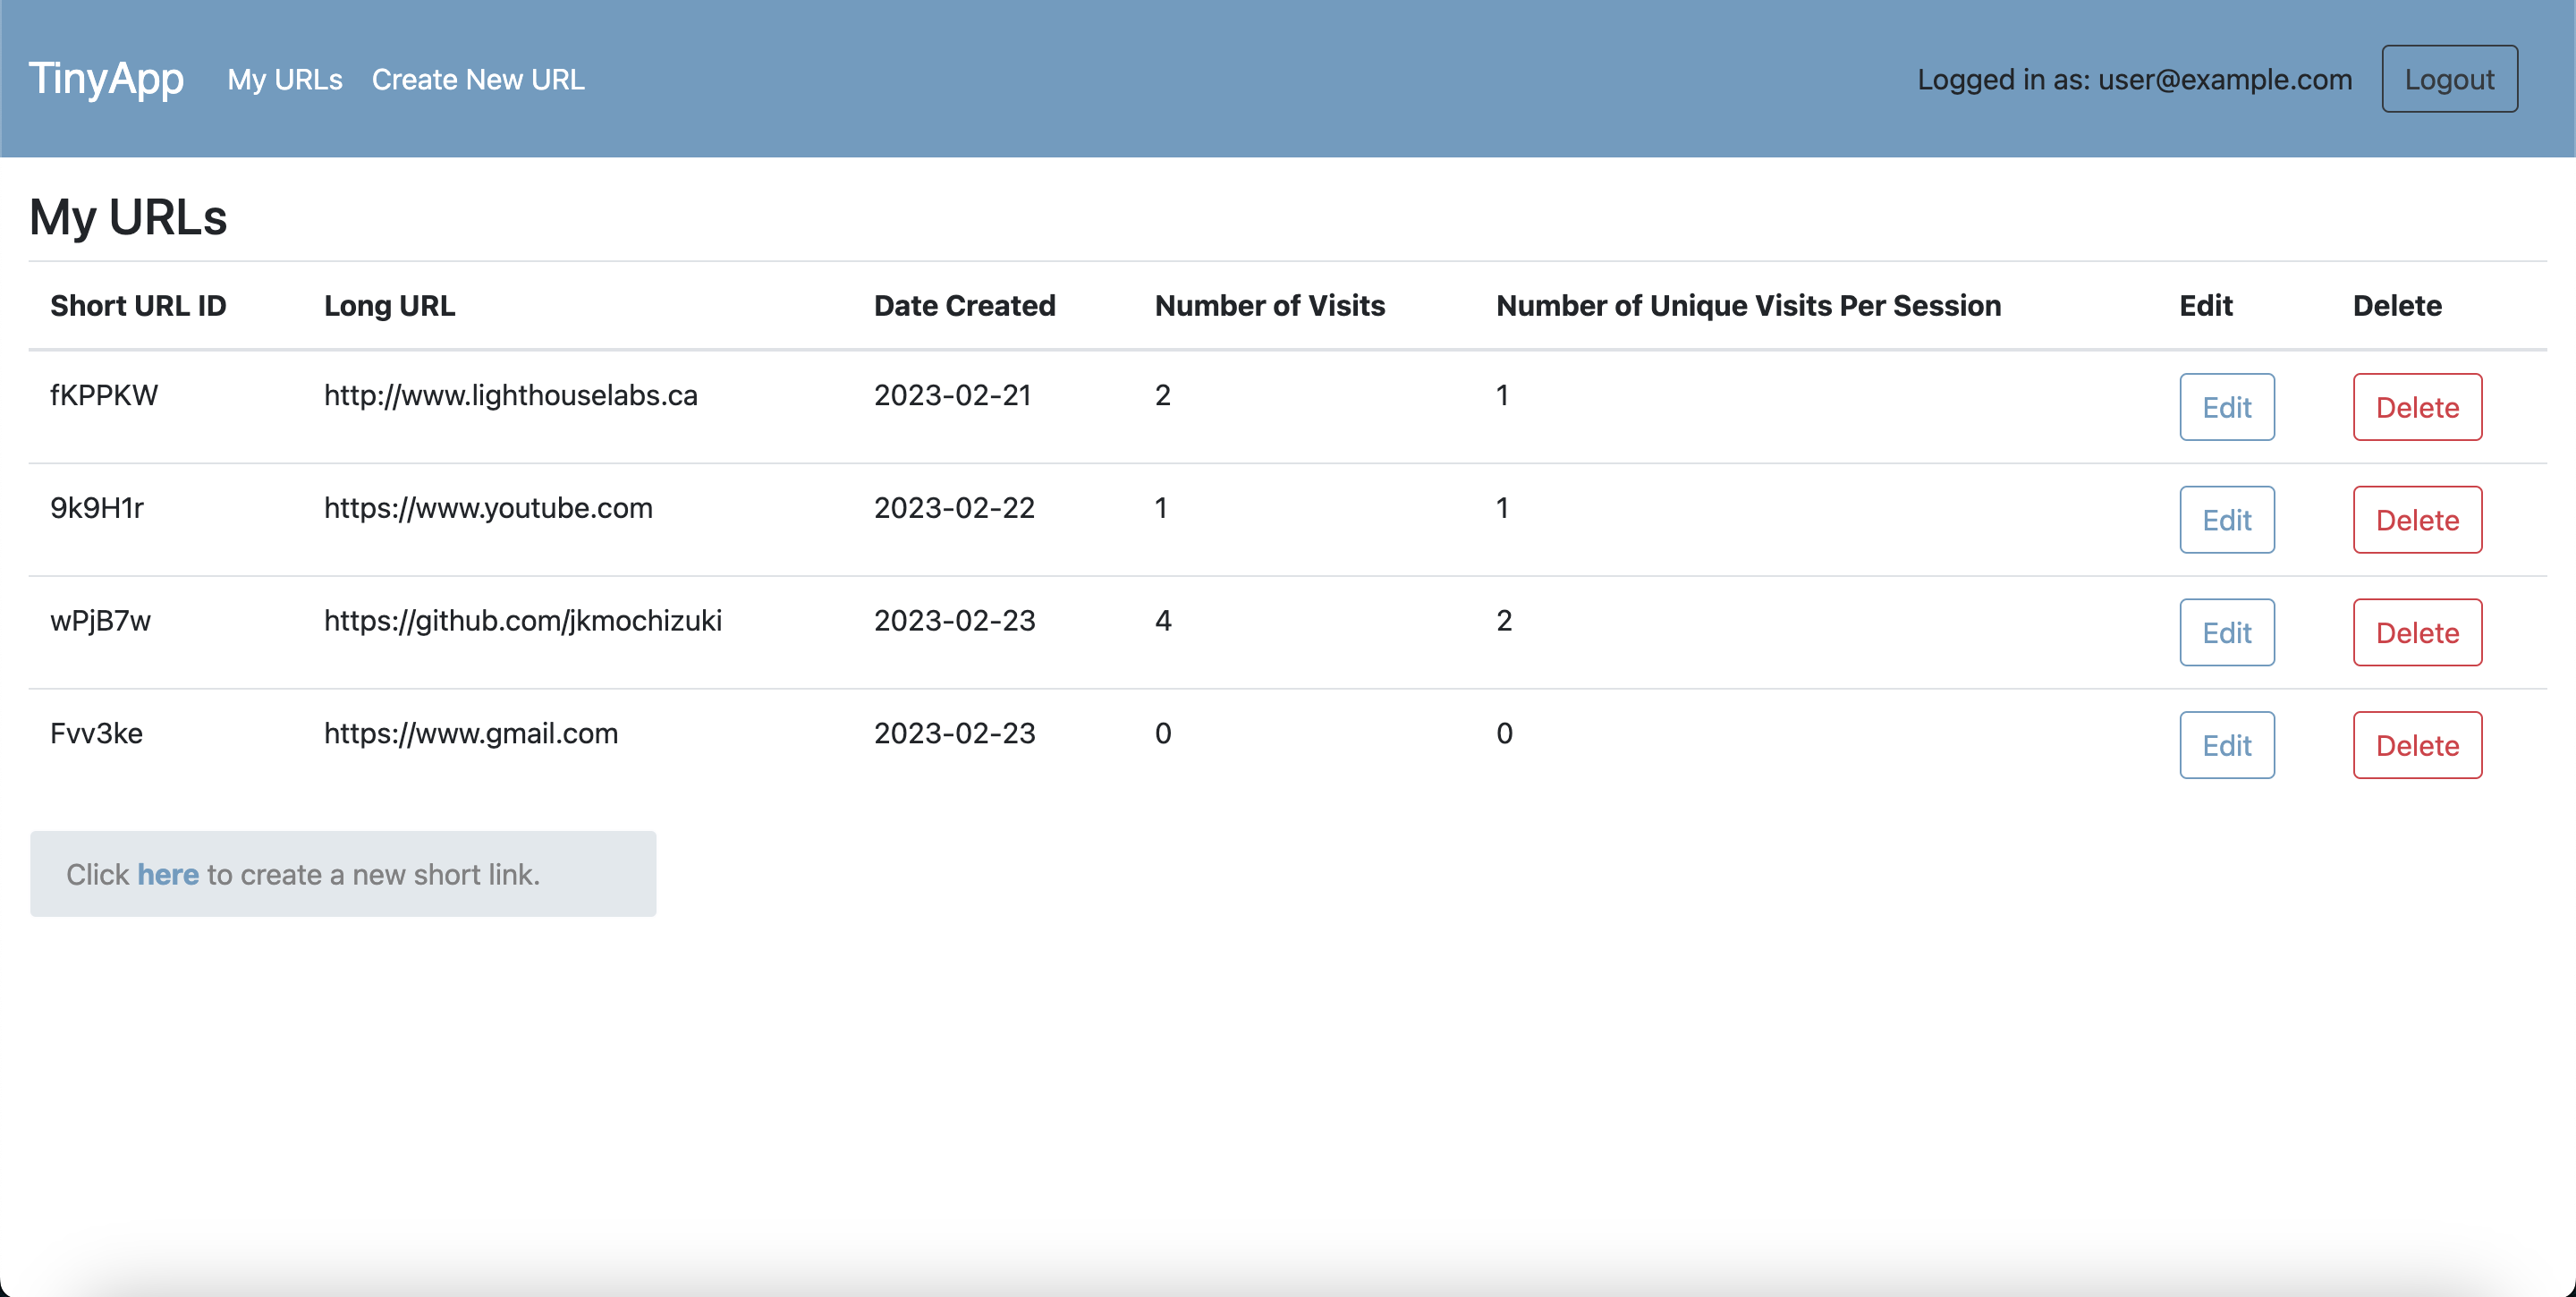 TinyApp My URLs Create New URL Logged in as: user@example.com Logout
My URLs
Short URL ID Long URL Date Created Number of Visits Number of Unique Visits Per Session Edit Delete
fKPPKW http://www.lighthouselabs.ca 2023-02-21 2 1 Edit Delete
9k9H1r https://www.youtube.com 2023-02-22 1 1 Edit Delete
wPjB7w https://github.com/jkmochizuki 2023-02-23 4 2 Edit Delete
Fvv3ke https://www.gmail.com 2023-02-23 0 0 Edit Delete
Click here to create a new short link.